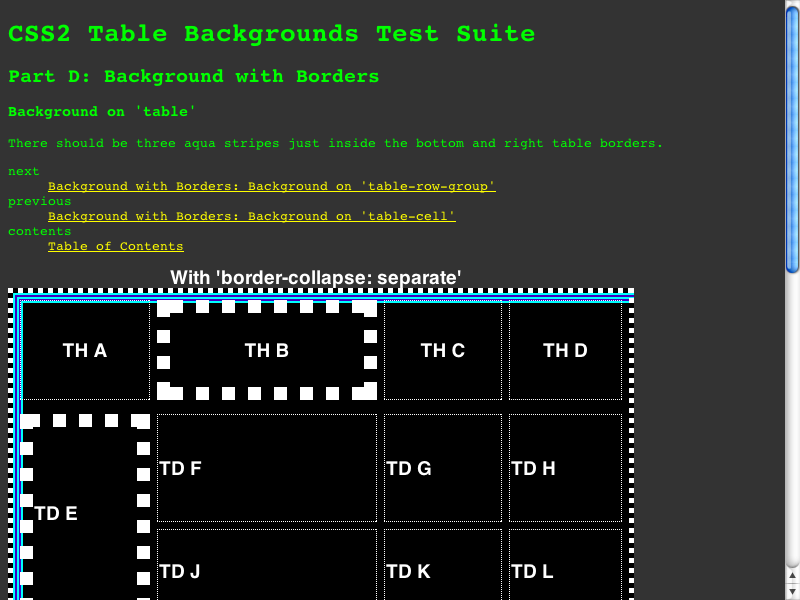 CSS2 Table Backgrounds Test Suite
Part D: Background with Borders
Background on 'table'
There should be three aqua stripes just inside the bottom and right table borders.
next
Background with Borders: Background on 'table-row-group'
previous
Background with Borders: Background on 'table-cell'
contents
Table of Contents
With 'border-collapse: separate'
TH A TH B TH C TH D
TD F TD G TD H
TD E
TD J TD K TD L